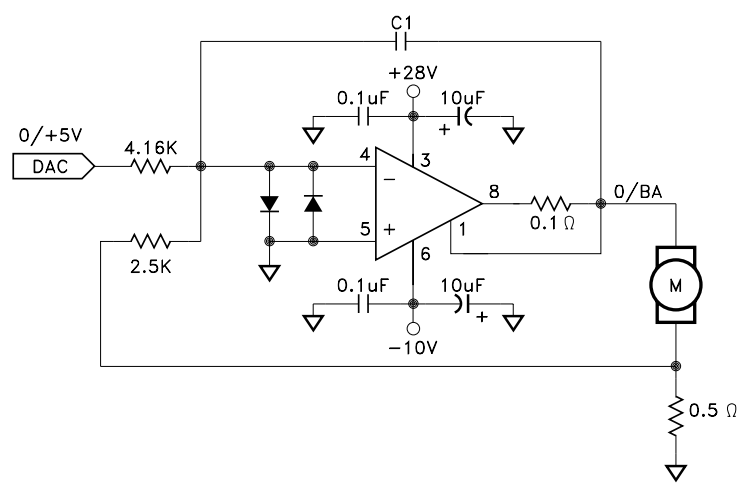 C1
+28V
0.1uF 10uF
+
0/+5V
DAC
4.16K
4
3
−
8
0/BA
0.1 Ω
5
+
1
6
2.5K
0.1uF 10uF
+
−10V
M
0.5 Ω